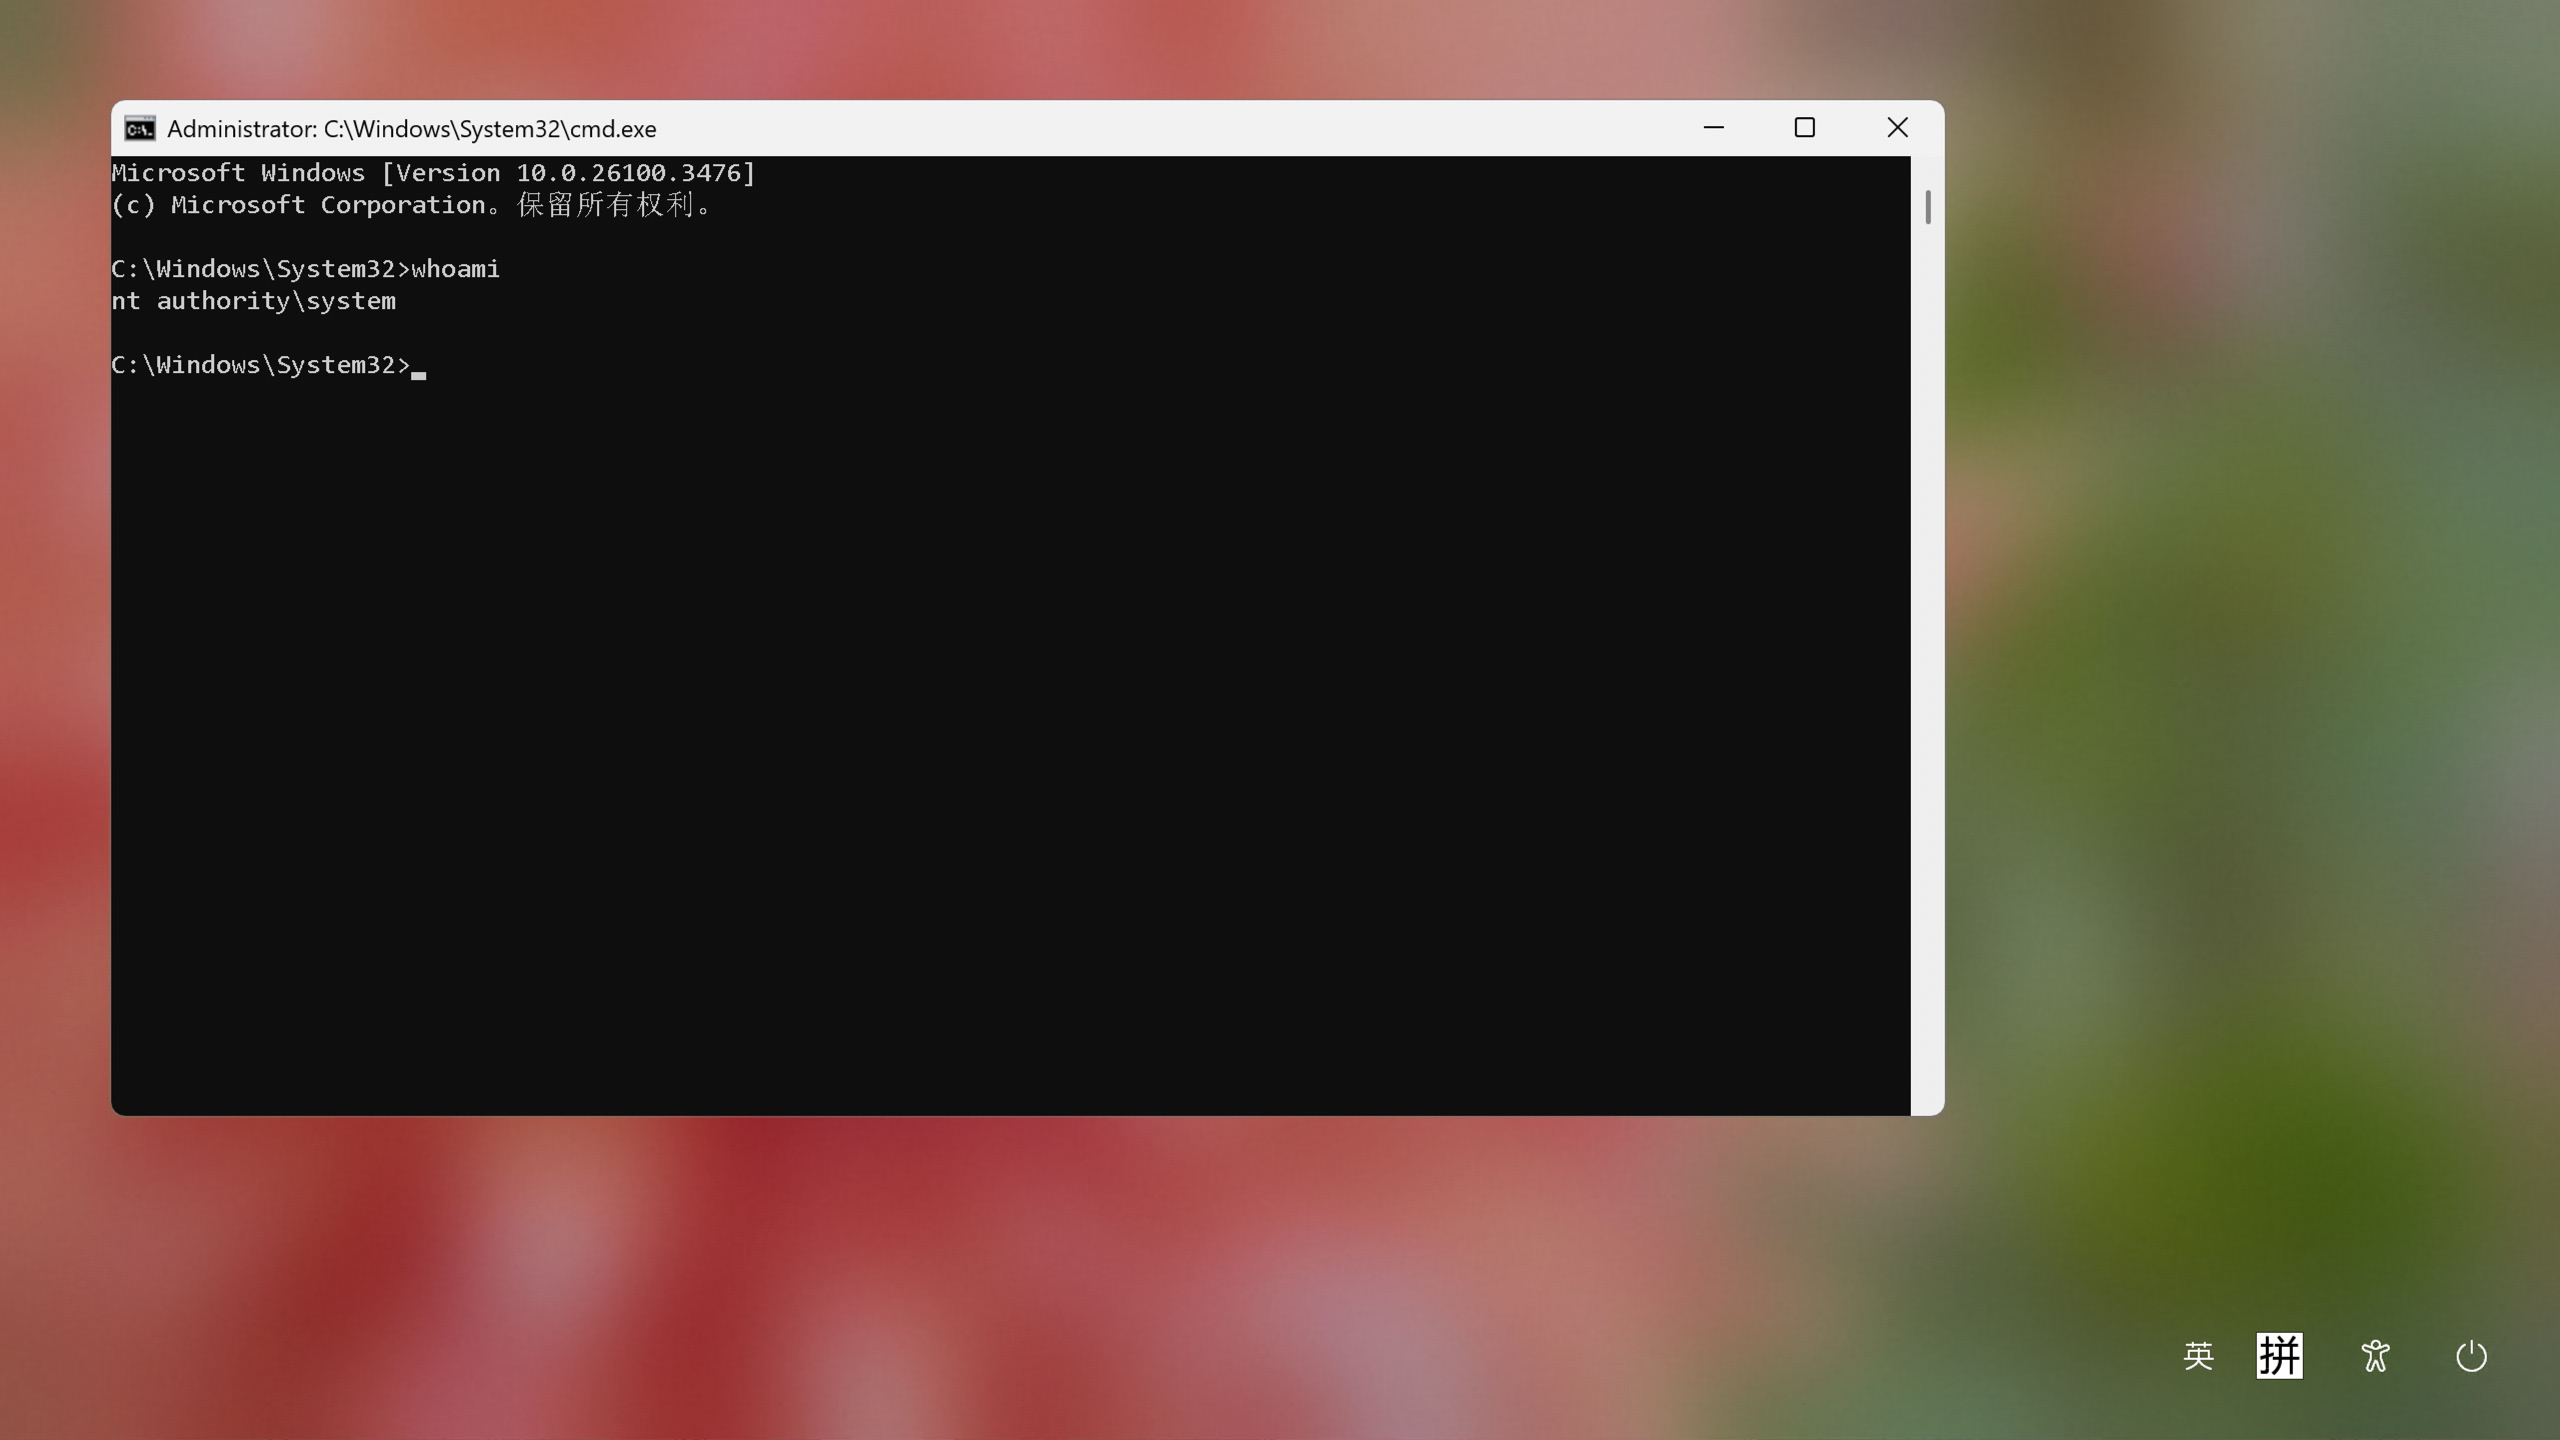 Administrator: C:\Windows\System32\cmd.exe
Microsoft Windows [Version 10.0.26100.3476]
(c) Microsoft Corporation。保留所有权利。
C:\Windows\System32>whoami
nt authority\system
C:\Windows\System32>
英 拼